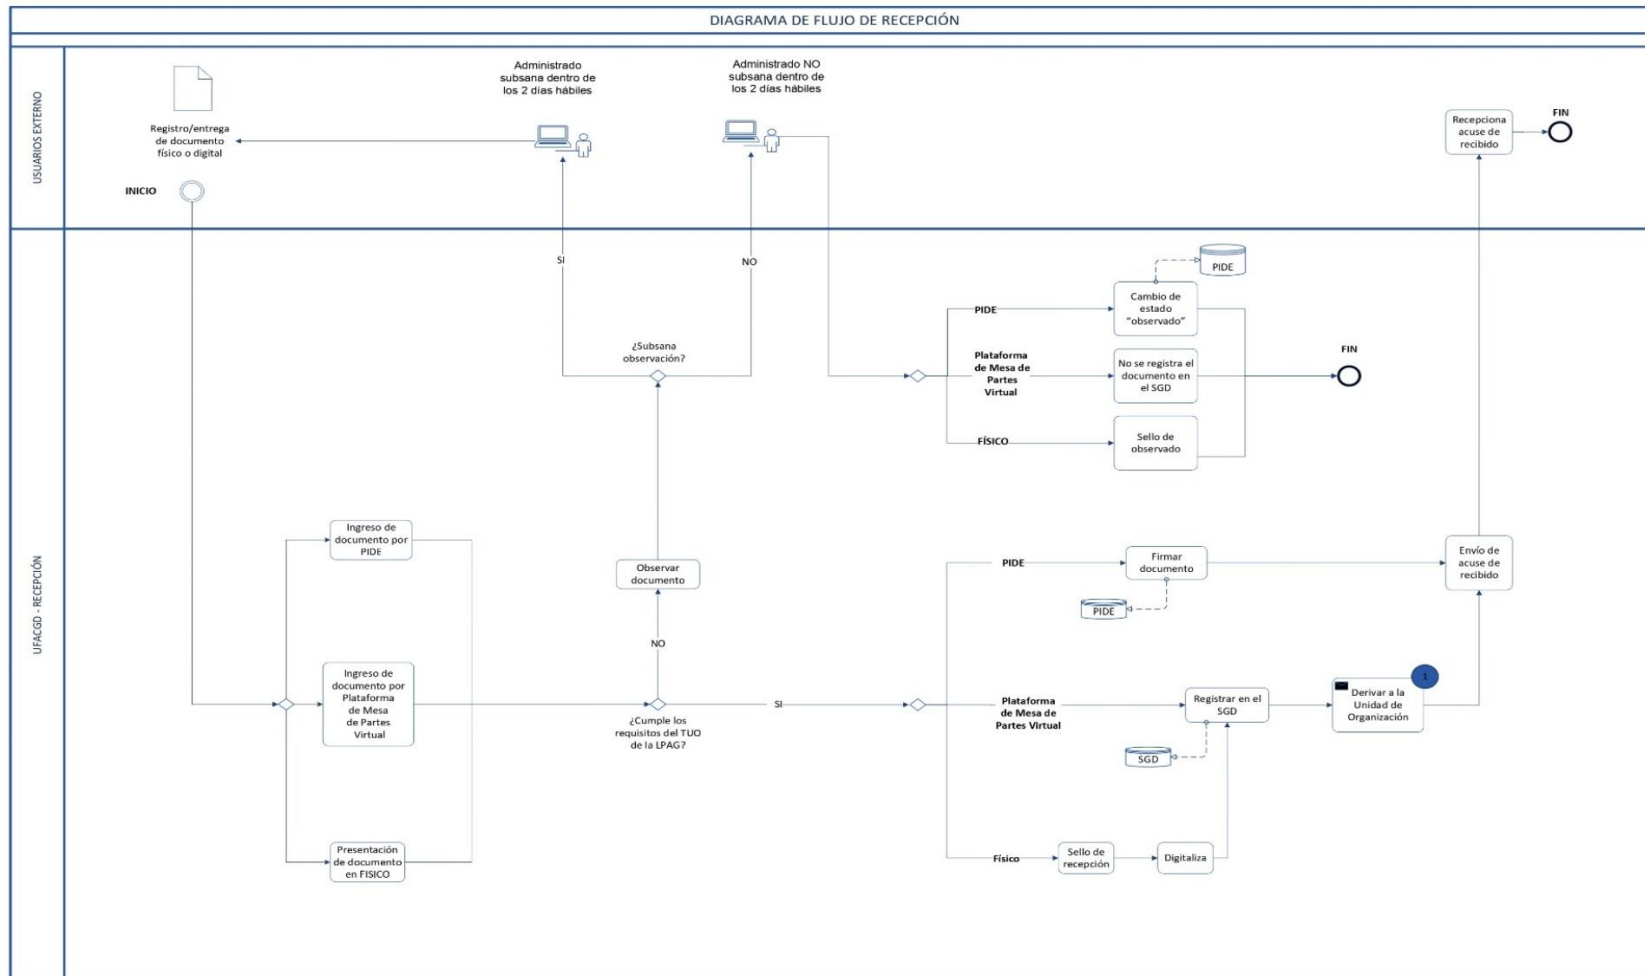 DIAGRAMA DE FLUJO DE RECEPCIÓN
USUARIOS EXTERNO
Registro/entrega
de documento
físico o digital
INICIO
Administrado
subsana dentro de
los 2 días hábiles
Administrado NO
subsana dentro de
los 2 días hábiles
Recepciona
acuse de
recibido
FIN
UFACGD - RECEPCIÓN
SI
NO
¿Subsana
observación?
PIDE
Cambio de
estado
"observado"
PIDE
Plataforma
de Mesa de
Partes
Virtual
No se registra el
documento en
el SGD
FÍSICO
Sello de
observado
FIN
Ingreso de
documento por
PIDE
Ingreso de
documento por
Plataforma
de Mesa
de Partes
Virtual
Presentación
de documento
en FISICO
Observar
documento
NO
¿Cumple los
requisitos del TUO
de la LPAG?
SI
PIDE
Firmar
documento
PIDE
Envío de
acuse de
recibido
Plataforma
de Mesa de
Partes Virtual
Registrar en el
SGD
SGD
1
Derivar a la
Unidad de
Organización
Físico
Sello de
recepción
Digitaliza